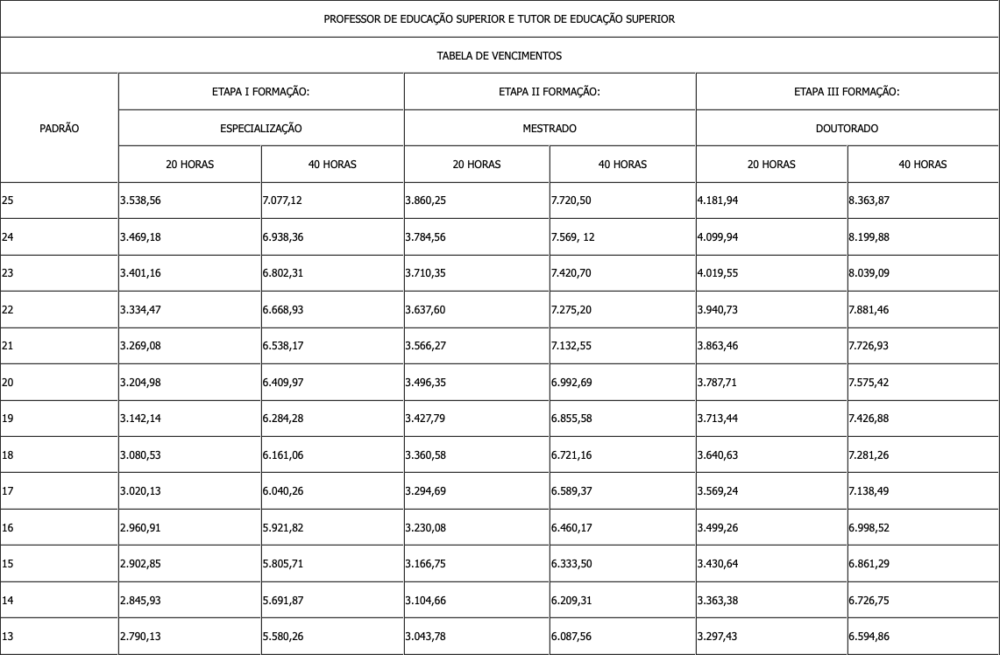 PROFESSOR DE EDUCAÇÃO SUPERIOR E TUTOR DE EDUCAÇÃO SUPERIOR
TABELA DE VENCIMENTOS
PADRÃO
ETAPA I FORMAÇÃO: ETAPA II FORMAÇÃO: ETAPA III FORMAÇÃO:
ESPECIALIZAÇÃO MESTRADO DOUTORADO
20 HORAS 40 HORAS 20 HORAS 40 HORAS 20 HORAS 40 HORAS
25 3.538,56 7.077,12 3.860,25 7.720,50 4.181,94 8.363,87
24 3.469,18 6.938,36 3.784,56 7.569, 12 4.099,94 8.199,88
23 3.401,16 6.802,31 3.710,35 7.420,70 4.019,55 8.039,09
22 3.334,47 6.668,93 3.637,60 7.275,20 3.940,73 7.881,46
21 3.269,08 6.538,17 3.566,27 7.132,55 3.863,46 7.726,93
20 3.204,98 6.409,97 3.496,35 6.992,69 3.787,71 7.575,42
19 3.142,14 6.284,28 3.427,79 6.855,58 3.713,44 7.426,88
18 3.080,53 6.161,06 3.360,58 6.721,16 3.640,63 7.281,26
17 3.020,13 6.040,26 3.294,69 6.589,37 3.569,24 7.138,49
16 2.960,91 5.921,82 3.230,08 6.460,17 3.499,26 6.998,52
15 2.902,85 5.805,71 3.166,75 6.333,50 3.430,64 6.861,29
14 2.845,93 5.691,87 3.104,66 6.209,31 3.363,38 6.726,75
13 2.790,13 5.580,26 3.043,78 6.087,56 3.297,43 6.594,86